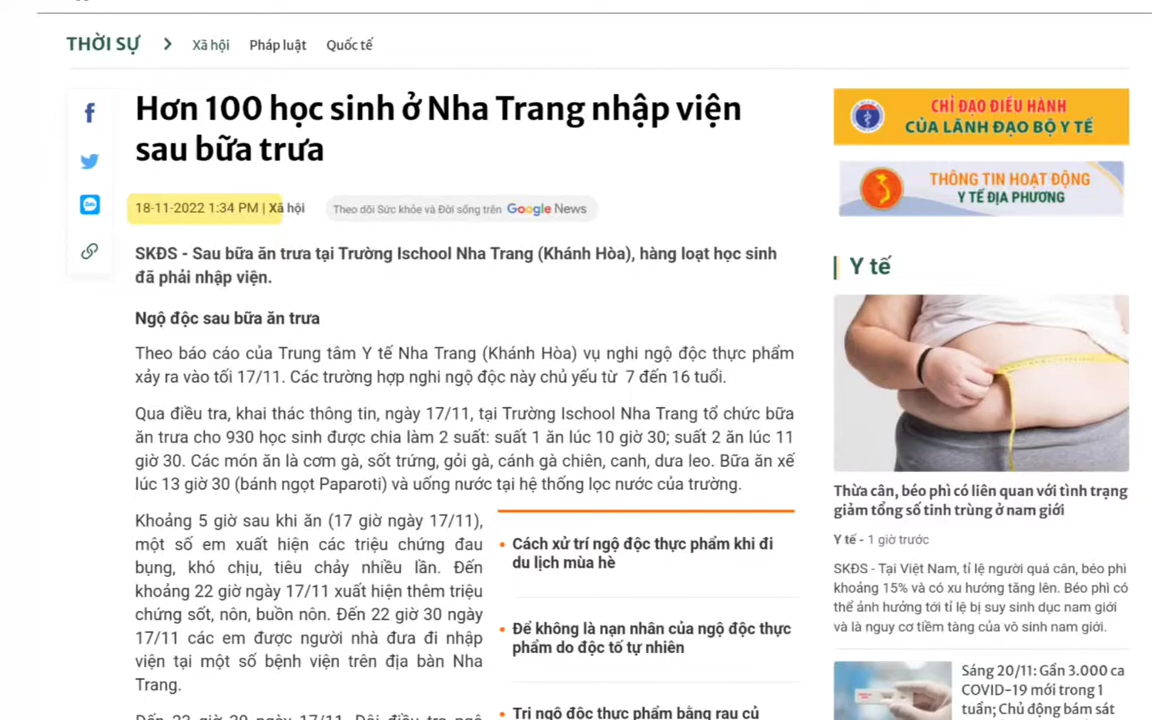 THỜI SỰ
Xã hội
Pháp luật
Quốc tế
Hơn 100 học sinh ở Nha Trang nhập viện
sau bữa trưa
18-11-2022 1:34 PM | Xã hội
Theo dõi Sức khỏe và Đời sống trên Google News
SKĐS - Sau bữa ăn trưa tại Trường Ischool Nha Trang (Khánh Hòa), hàng loạt học sinh
đã phải nhập viện.
Ngộ độc sau bữa ăn trưa
Theo báo cáo của Trung tâm Y tế Nha Trang (Khánh Hòa) vụ nghi ngộ độc thực phẩm
xảy ra vào tối 17/11. Các trường hợp nghi ngộ độc này chủ yếu từ 7 đến 16 tuổi.
Qua điều tra, khai thác thông tin, ngày 17/11, tại Trường Ischool Nha Trang tổ chức bữa
ăn trưa cho 930 học sinh được chia làm 2 suất: suất 1 ăn lúc 10 giờ 30; suất 2 ăn lúc 11
giờ 30. Các món ăn là cơm gà, sốt trứng, gỏi gà, cánh gà chiên, canh, dưa leo. Bữa ăn xế
lúc 13 giờ 30 (bánh ngọt Paparoti) và uống nước tại hệ thống lọc nước của trường.
Khoảng 5 giờ sau khi ăn (17 giờ ngày 17/11),
một số em xuất hiện các triệu chứng đau
bụng, khó chịu, tiêu chảy nhiều lần. Đến
khoảng 22 giờ ngày 17/11 xuất hiện thêm triệu
chứng sốt, nôn, buồn nôn. Đến 22 giờ 30 ngày
17/11 các em được người nhà đưa đi nhập
viện tại một số bệnh viện trên địa bàn Nha
Trang.
• Cách xử trí ngộ độc thực phẩm khi đi
du lịch mùa hè
• Để không là nạn nhân của ngộ độc thực
phẩm do độc tố tự nhiên
• Trị ngộ độc thực phẩm bằng rau củ
CHỈ ĐẠO ĐIỀU HÀNH
CỦA LÃNH ĐẠO BỘ Y TẾ
THÔNG TIN HOẠT ĐỘNG
Y TẾ ĐỊA PHƯƠNG
Y tế
Thừa cân, béo phì có liên quan với tình trạng
giảm tổng số tinh trùng ở nam giới
Y tế - 1 giờ trước
SKĐS - Tại Việt Nam, tỉ lệ người quá cân, béo phì
khoảng 15% và có xu hướng tăng lên. Béo phì có
thể ảnh hưởng tới tỉ lệ bị suy sinh dục nam giới
và là nguy cơ tiềm tàng của vô sinh nam giới.
Sáng 20/11: Gần 3.000 ca
COVID-19 mới trong 1
tuần; Chủ động bám sát